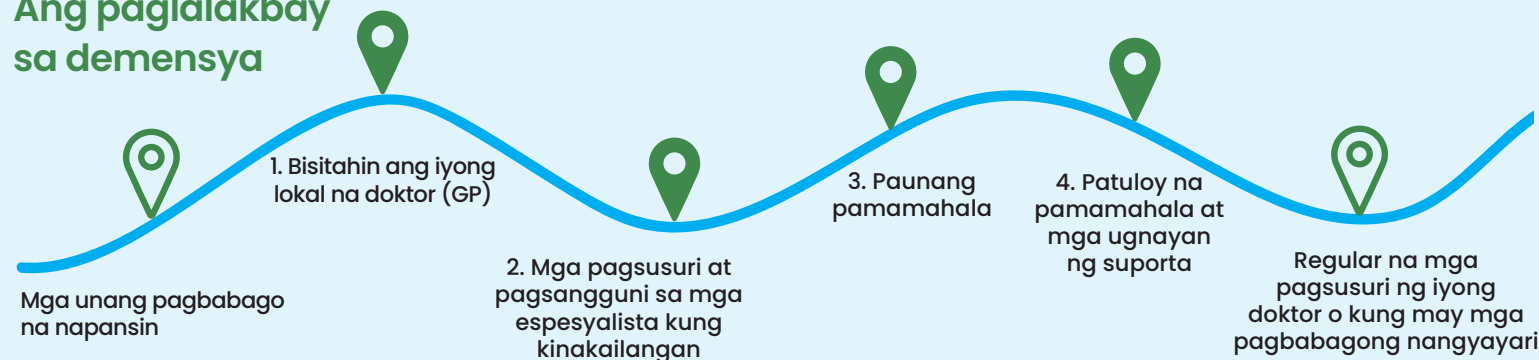 Ang paglalakbay
sa demensya
Mga unang pagbabago
na napansin
1. Bisitahin ang iyong
lokal na doktor (GP)
2. Mga pagsusuri at
pagsangguni sa mga
espesyalista kung
kinakailangan
3. Paunang
pamamahala
4. Patuloy na
pamamahala at
mga ugnayan
ng suporta
Regular na mga
pagsusuri ng iyong
doktor o kung may mga
pagbabagong nangyayari